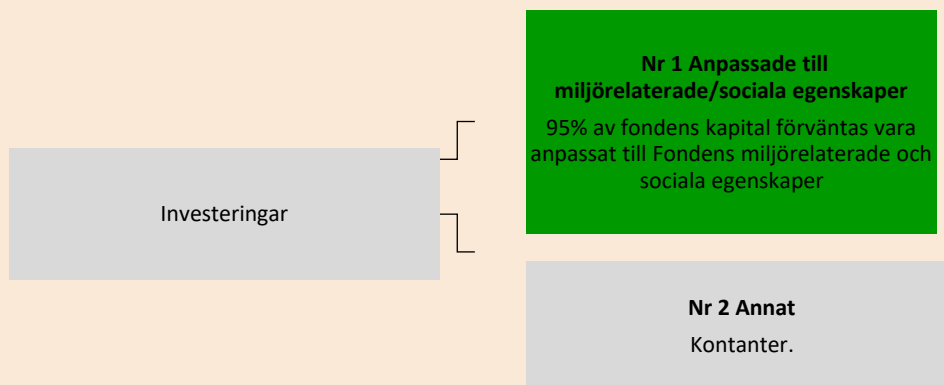 Investeringar
Nr 1 Anpassade till
miljörelaterade/sociala egenskaper
95% av fondens kapital förväntas vara
anpassat till Fondens miljörelaterade och
sociala egenskaper
Nr 2 Annat
Kontanter.